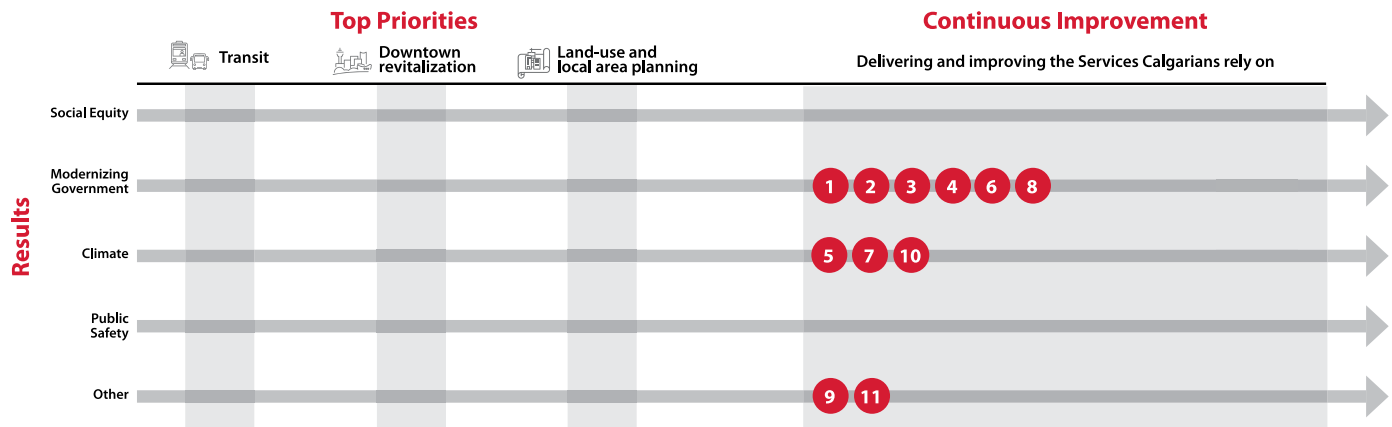 Top Priorities
Continuous Improvement
Transit
Downtown
revitalization
Land-use and
local area planning
Delivering and improving the Services Calgarians rely on
Results
Social Equity
Modernizing
Government
1 2 3 4 6 8
Climate
5 7 10
Public
Safety
Other
9 11